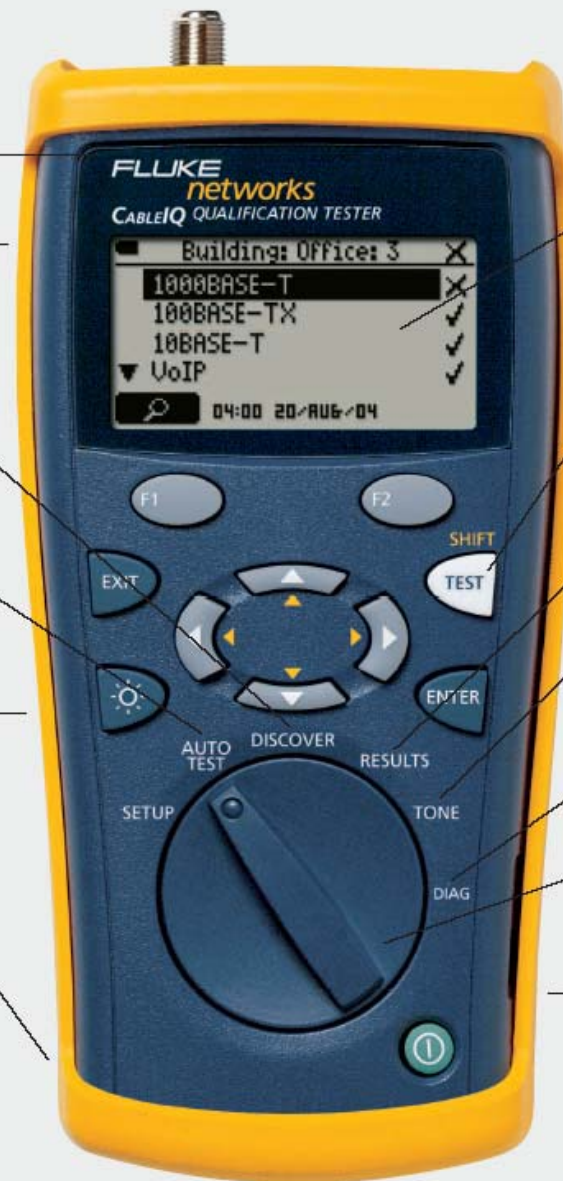 FLUKE
networks
CABLEIQ QUALIFICATION TESTER
Building: Office: 3
1000BASE-T
100BASE-TX
10BASE-T
VoIP
04:00 20/AUG/04
F1
F2
SHIFT
EXIT
TEST
ENTER
AUTO TEST
DISCOVER
RESULTS
SETUP
TONE
DIAG